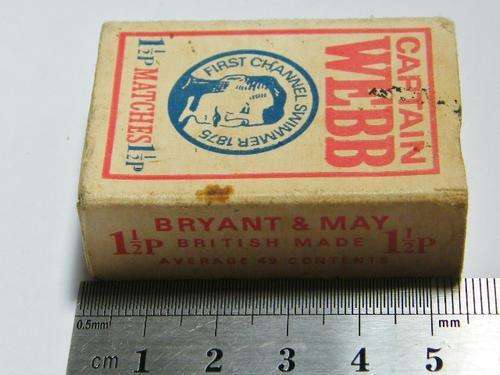 CAPTAIN
WEBB
FIRST CHANNEL SWIMMER 1875
1½P MATCHES 1½P
BRYANT & MAY
1½P BRITISH MADE 1½P
AVERAGE 49 CONTENTS
0.5mm mm
cm 1 2 3 4 5